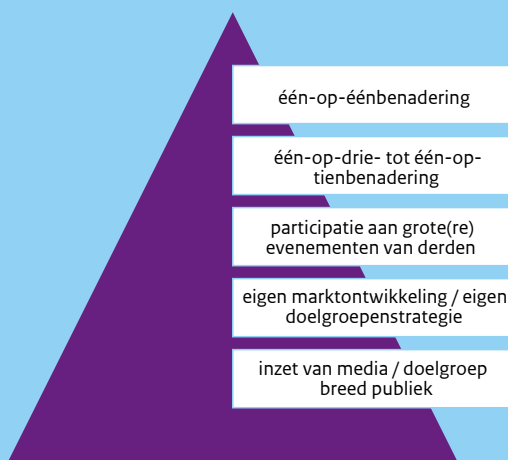 één-op-éénbenadering
één-op-drie- tot één-op-
tienbenadering
participatie aan grote(re)
evenementen van derden
eigen marktontwikkeling / eigen
doelgroepenstrategie
inzet van media / doelgroep
breed publiek